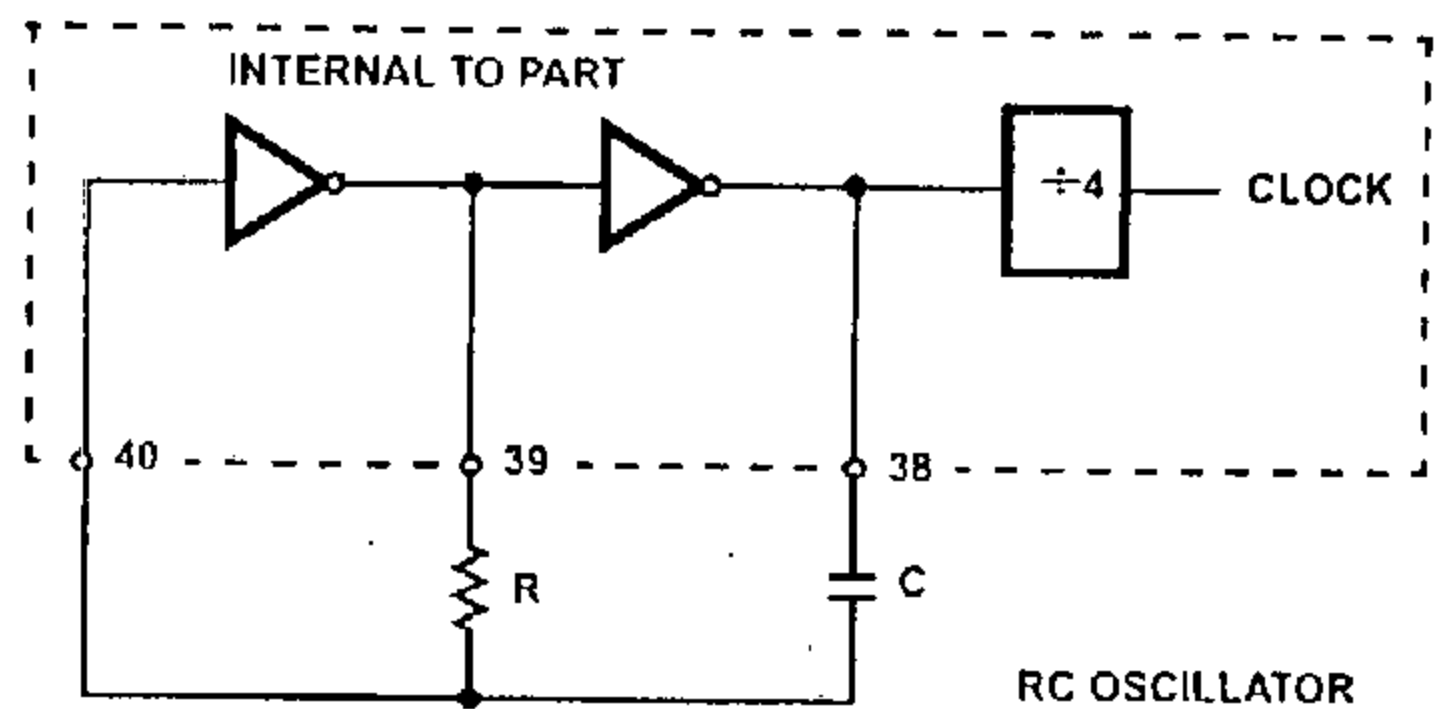 INTERNAL TO PART
÷4
CLOCK
40
39
38
R
C
RC OSCILLATOR